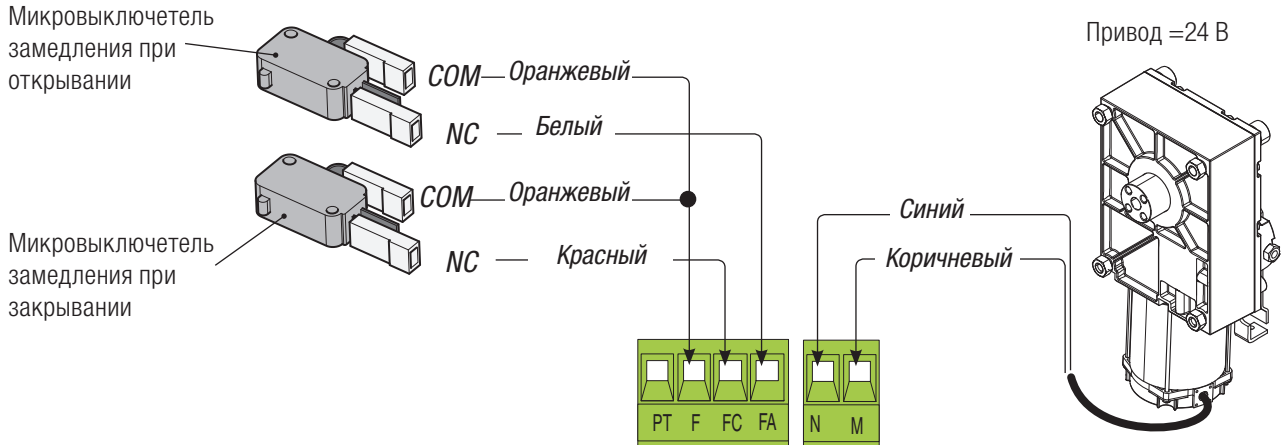 Микровыключетель
замедления при
открывании
COM
Оранжевый
NC
Белый
COM
Оранжевый
NC
Красный
Микровыключетель
замедления при
закрывании
Привод =24 В
Синий
Коричневый
PT F FC FA
N M